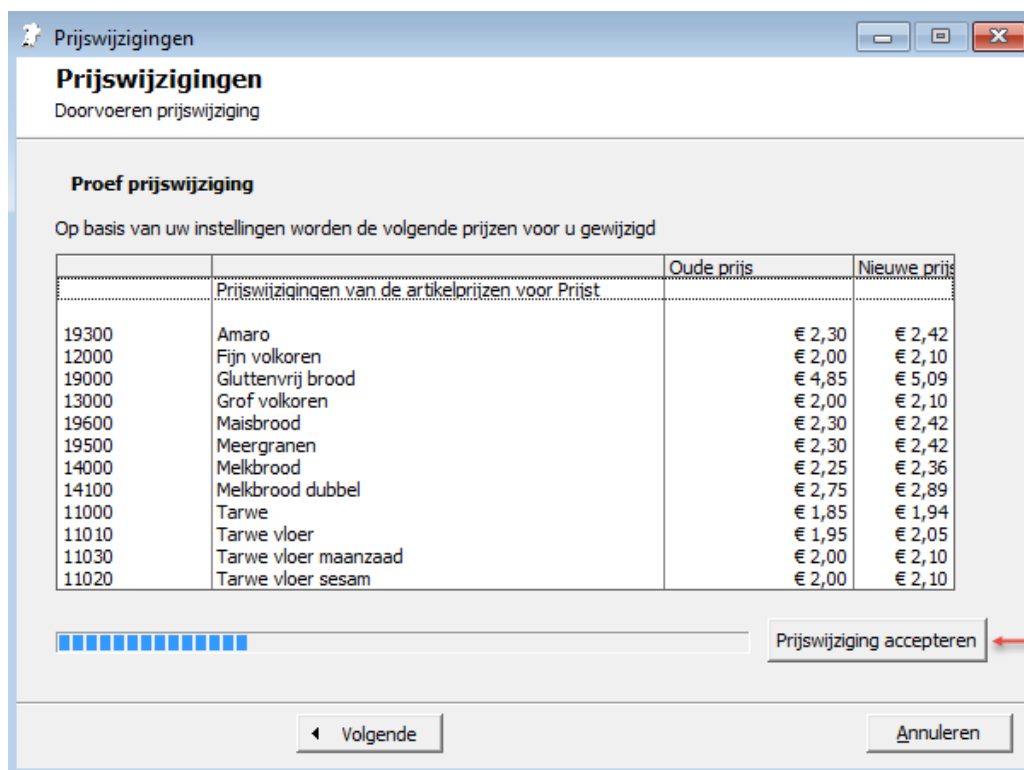 Prijswijzigingen
Prijswijzigingen
Doorvoeren prijswijziging
Proef prijswijziging
Op basis van uw instellingen worden de volgende prijzen voor u gewijzigd
Oude prijs Nieuwe prijs
Prijswijzigingen van de artikelprijzen voor Prijst
19300 Amaro € 2,30 € 2,42
12000 Fijn volkoren € 2,00 € 2,10
19000 Gluttenvrij brood € 4,85 € 5,09
13000 Grof volkoren € 2,00 € 2,10
19600 Maisbrood € 2,30 € 2,42
19500 Meergranen € 2,30 € 2,42
14000 Melkbrood € 2,25 € 2,36
14100 Melkbrood dubbel € 2,75 € 2,89
11000 Tarwe € 1,85 € 1,94
11010 Tarwe vloer € 1,95 € 2,05
11030 Tarwe vloer maanzaad € 2,00 € 2,10
11020 Tarwe vloer sesam € 2,00 € 2,10
Prijswijziging accepteren
Volgende Annuleren